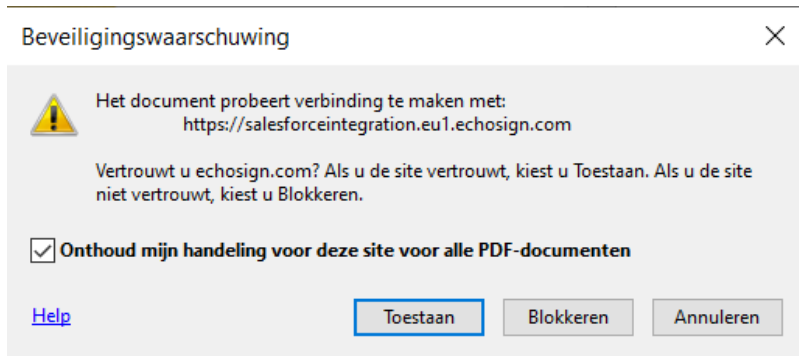 Beveiligingswaarschuwing
Het document probeert verbinding te maken met:
https://salesforceintegration.eu1.echosign.com
Vertrouwt u echosign.com? Als u de site vertrouwt, kiest u Toestaan. Als u de site
niet vertrouwt, kiest u Blokkeren.
Onthoud mijn handeling voor deze site voor alle PDF-documenten
Help
Toestaan
Blokkeren
Annuleren